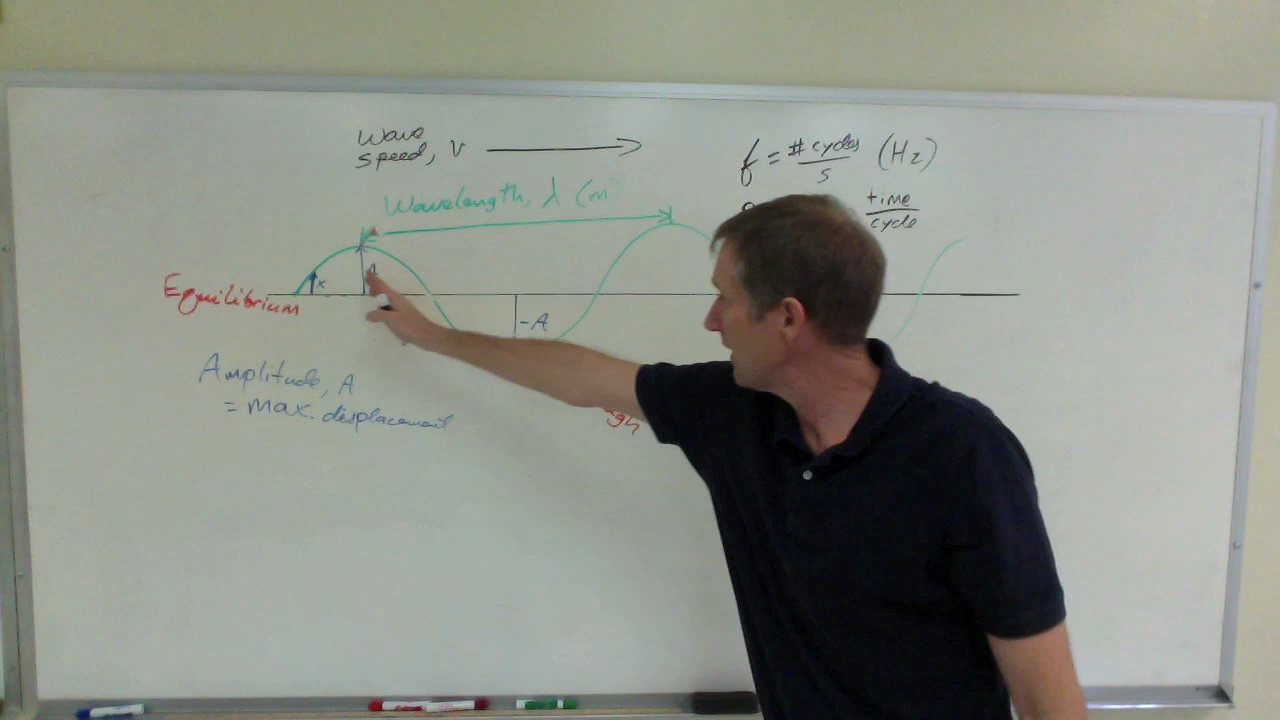 Wave
speed, v
f = # cycles / s (Hz)
Wavelength, λ (m)
time / cycle
A
x
Equilibrium
-A
Amplitude, A
= max. displacement